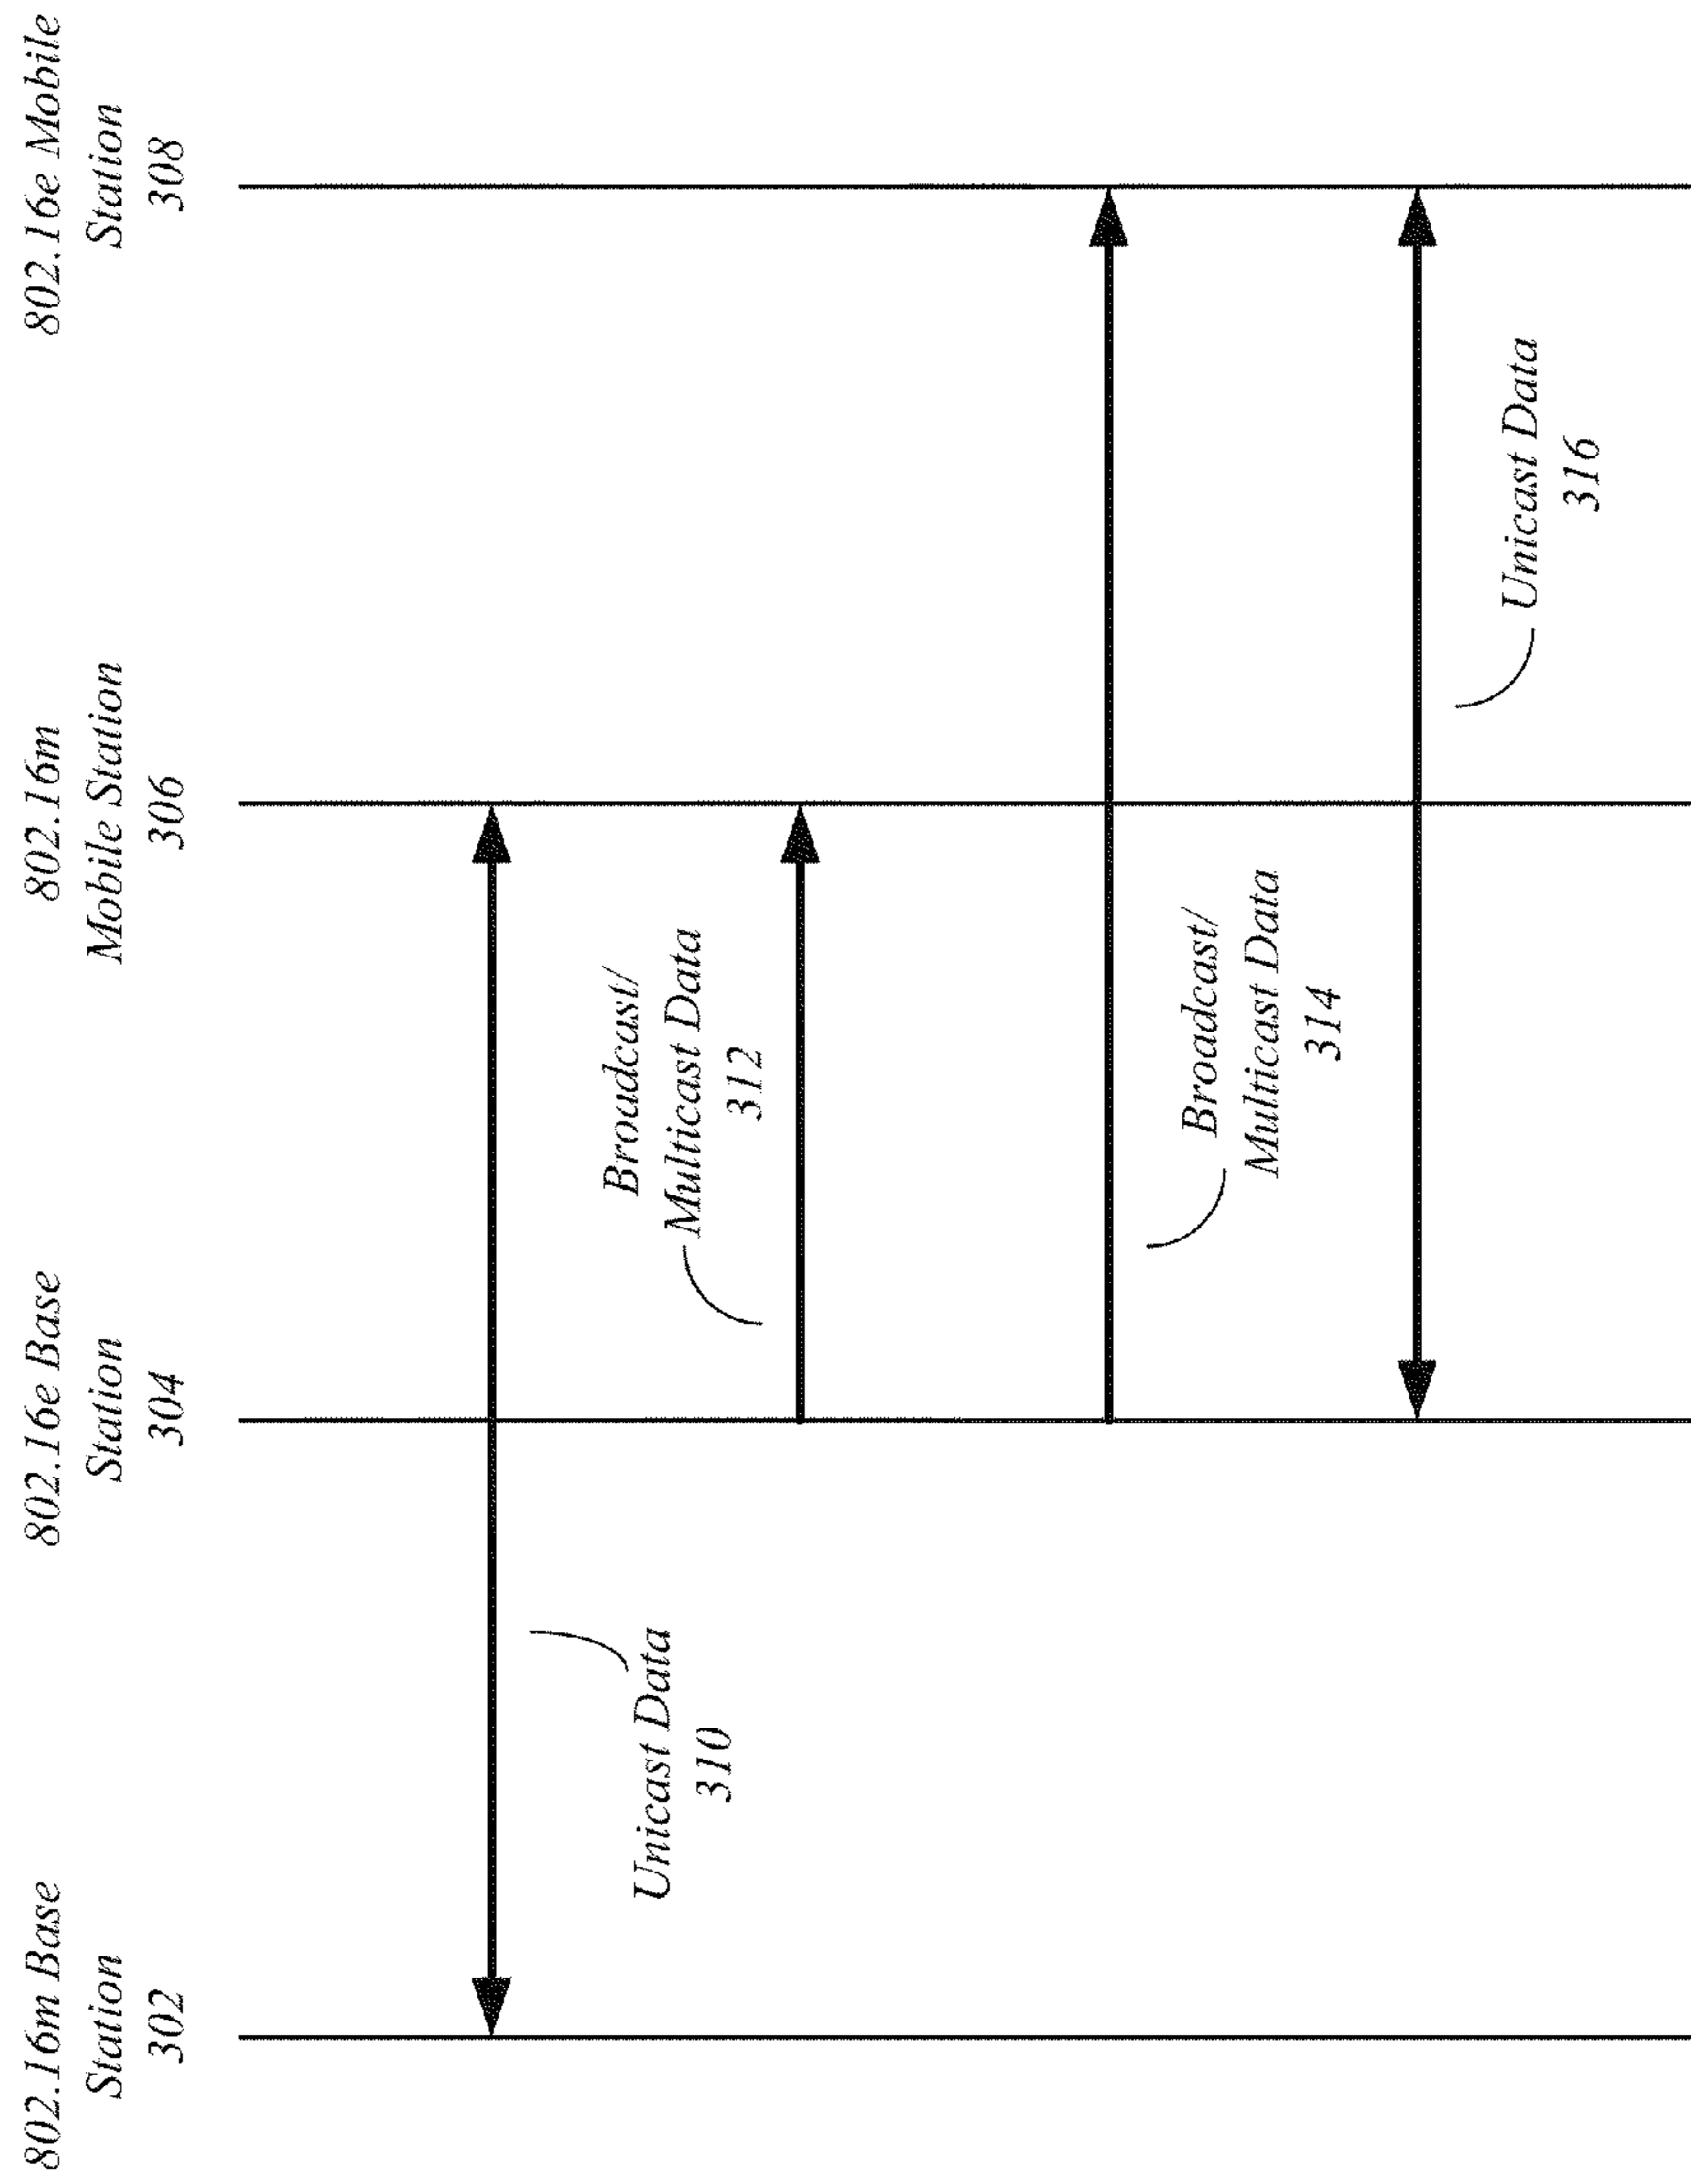 802.16m Base
Station
302
802.16e Base
Station
304
802.16m
Mobile Station
306
802.16e Mobile
Station
308
Unicast Data
310
Broadcast/
Multicast Data
312
Broadcast/
Multicast Data
314
Unicast Data
316